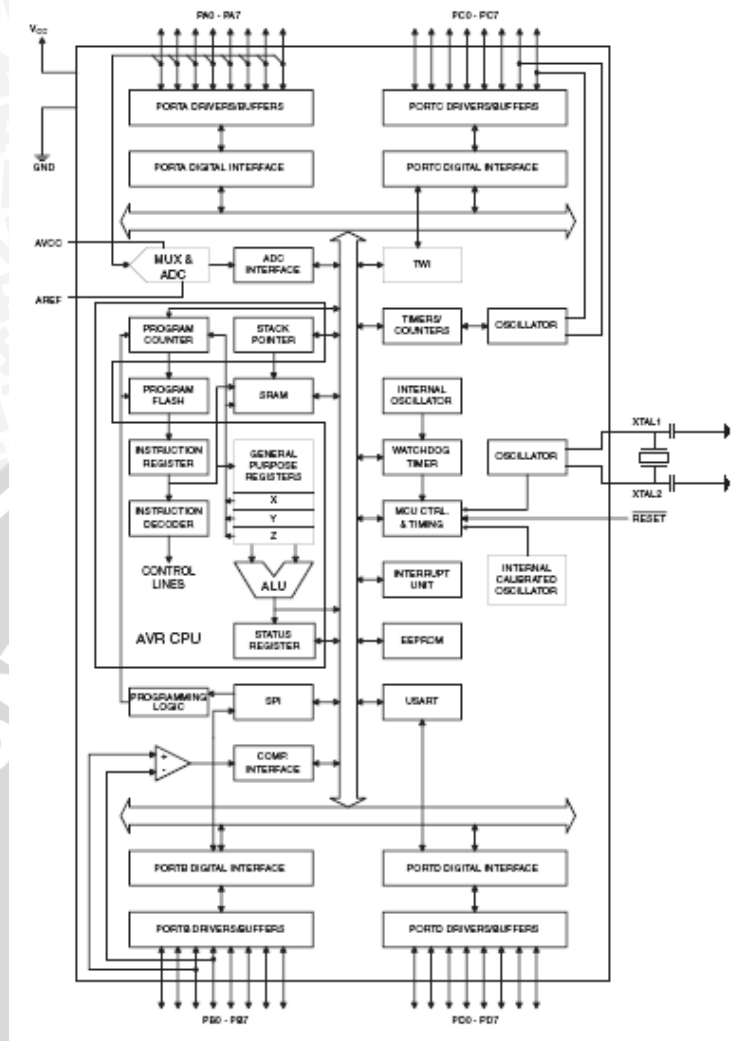 PA0 - PA7
PC0 - PC7
VCC
PORTA DRIVERS/BUFFERS
PORTC DRIVERS/BUFFERS
GND
PORTA DIGITAL INTERFACE
PORTC DIGITAL INTERFACE
AVCC
MUX &
ADC
ADC
INTERFACE
TWI
AREF
PROGRAM
COUNTER
STACK
POINTER
TIMERS/
COUNTERS
OSCILLATOR
PROGRAM
FLASH
SRAM
INTERNAL
OSCILLATOR
XTAL1
INSTRUCTION
REGISTER
GENERAL
PURPOSE
REGISTERS
WATCHDOG
TIMER
OSCILLATOR
XTAL2
X
INSTRUCTION
DECODER
Y
MCU CTRL.
& TIMING
RESET
Z
CONTROL
LINES
ALU
INTERRUPT
UNIT
INTERNAL
CALIBRATED
OSCILLATOR
AVR CPU
STATUS
REGISTER
EEPROM
PROGRAMMING
LOGIC
SPI
USART
+
-
COMP.
INTERFACE
PORTB DIGITAL INTERFACE
PORTD DIGITAL INTERFACE
PORTB DRIVERS/BUFFERS
PORTD DRIVERS/BUFFERS
PB0 - PB7
PD0 - PD7